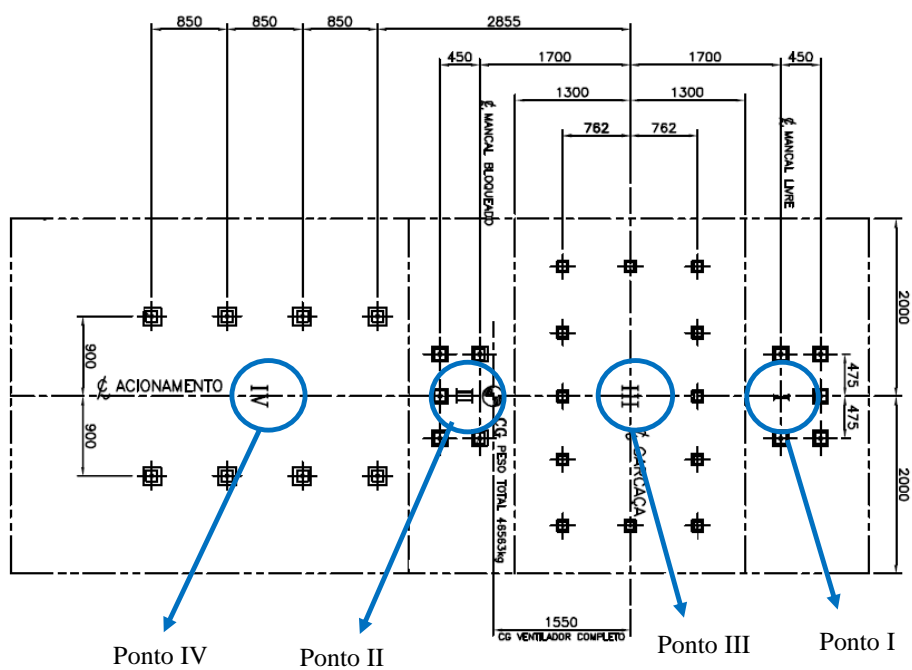 850
850
850
2855
450
1700
1700
450
1300
1300
762
762
℄ MANCAL BLOQUEADO
℄ MANCAL LIVRE
2000
2000
900
900
℄ ACIONAMENTO
IV
II
III
I
475
475
CG PESO TOTAL 46563kg
℄ CARCAÇA
1550
CG VENTILADOR COMPLETO
Ponto IV
Ponto II
Ponto III
Ponto I